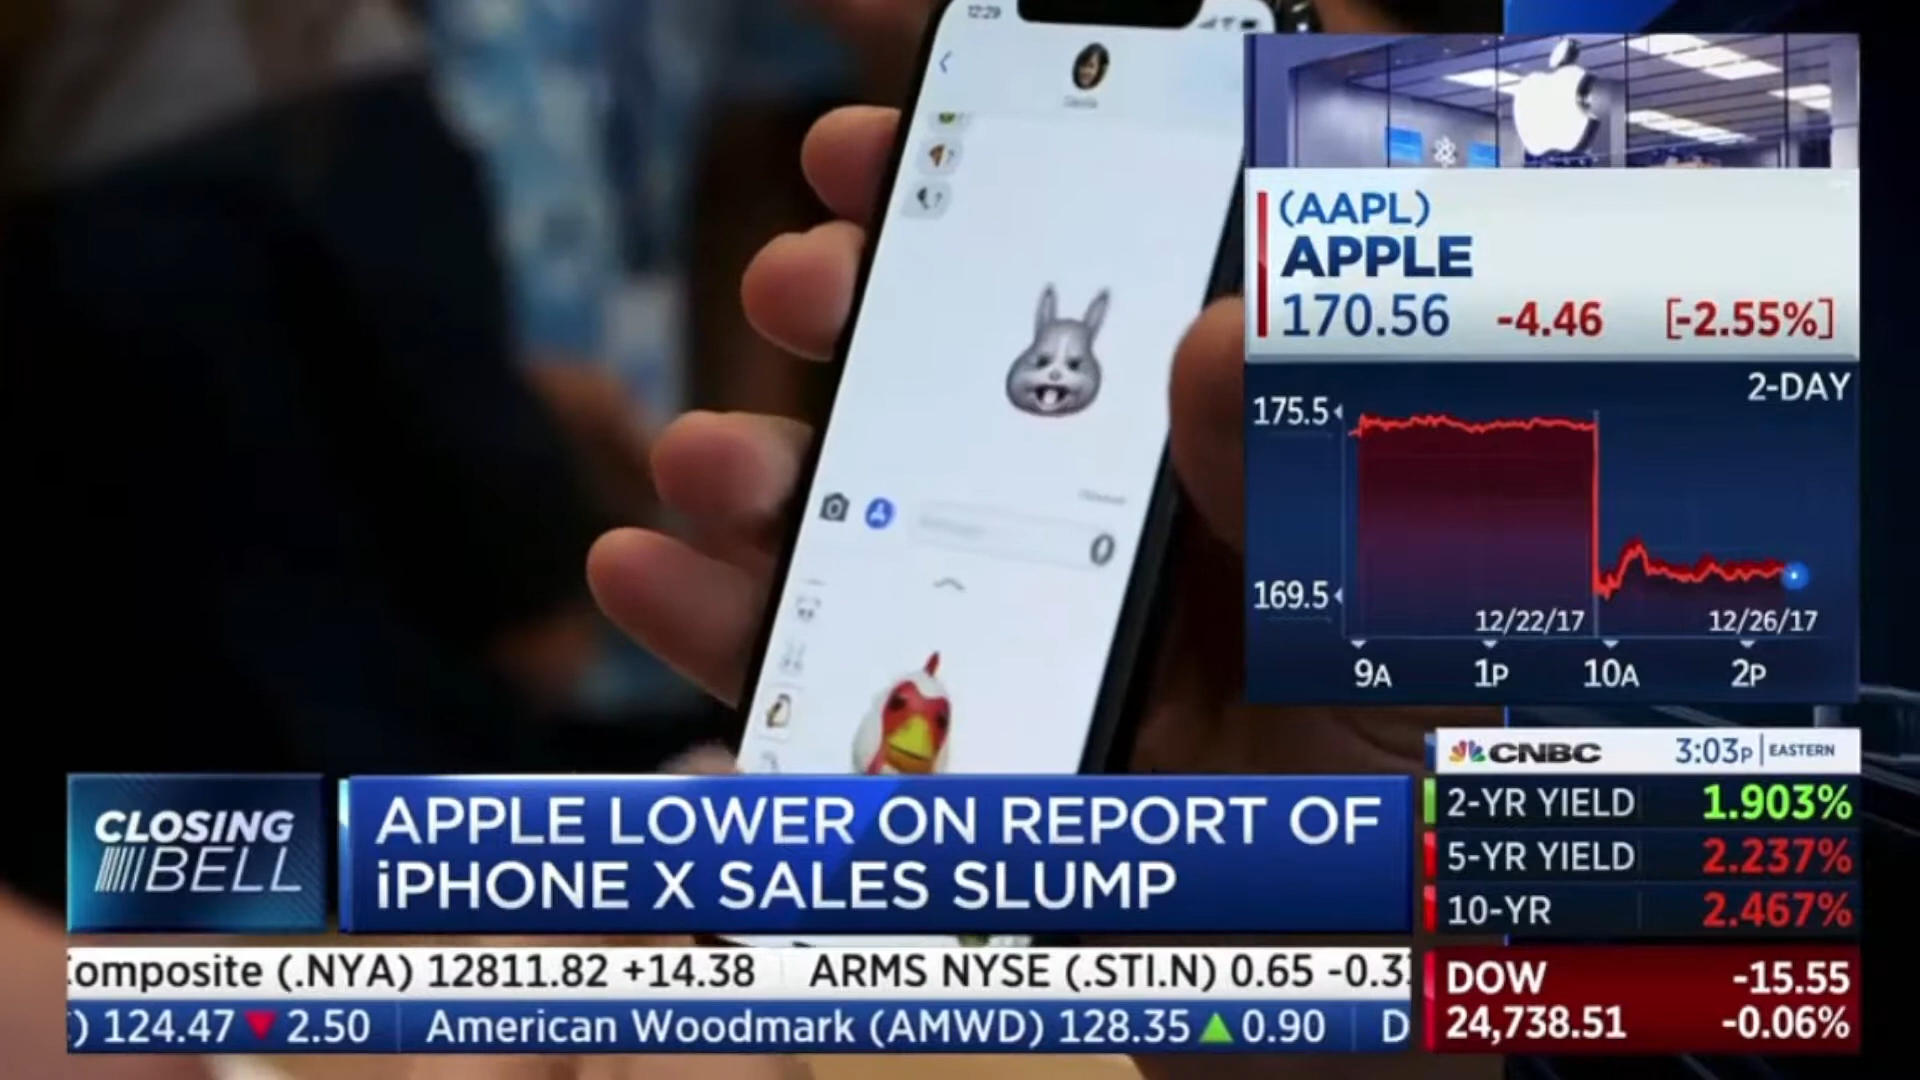 12:29
(AAPL)
APPLE
170.56 -4.46 [-2.55%]
2-DAY
175.5
169.5
12/22/17 12/26/17
9A 1P 10A 2P
CNBC 3:03P EASTERN
2-YR YIELD 1.903%
5-YR YIELD 2.237%
10-YR 2.467%
DOW -15.55
24,738.51 -0.06%
CLOSING
BELL
APPLE LOWER ON REPORT OF
iPHONE X SALES SLUMP
omposite (.NYA) 12811.82 +14.38 ARMS NYSE (.STI.N) 0.65 -0.3
) 124.47 ▼ 2.50 American Woodmark (AMWD) 128.35 ▲ 0.90 D